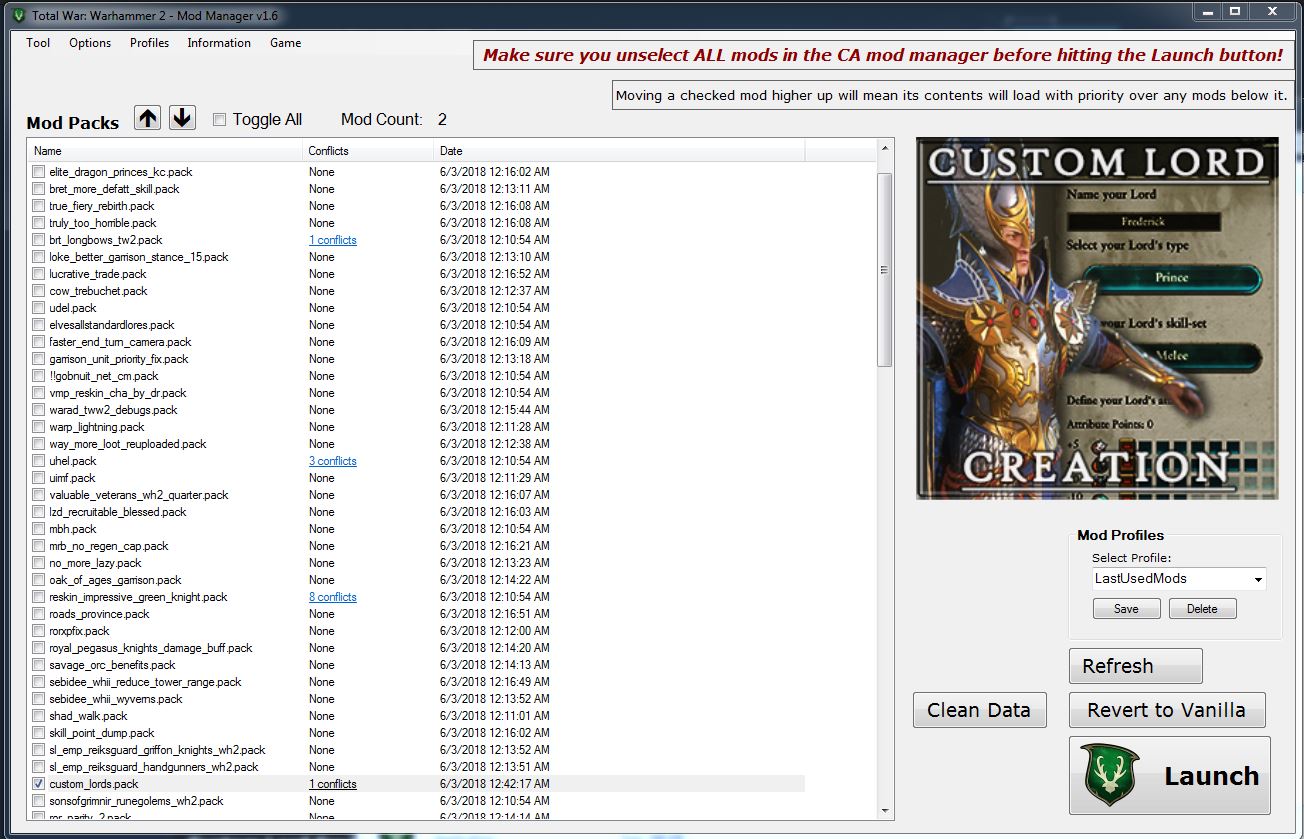 Total War: Warhammer 2 - Mod Manager v1.6
Tool Options Profiles Information Game
Make sure you unselect ALL mods in the CA mod manager before hitting the Launch button!
Moving a checked mod higher up will mean its contents will load with priority over any mods below it.
Mod Packs Toggle All Mod Count: 2
Name Conflicts Date
elite_dragon_princes_kc.pack None 6/3/2018 12:16:02 AM
bret_more_defatt_skill.pack None 6/3/2018 12:13:11 AM
true_fiery_rebirth.pack None 6/3/2018 12:16:08 AM
truly_too_horrible.pack None 6/3/2018 12:16:08 AM
brt_longbows_tw2.pack 1 conflicts 6/3/2018 12:10:54 AM
loke_better_garrison_stance_15.pack None 6/3/2018 12:13:10 AM
lucrative_trade.pack None 6/3/2018 12:16:52 AM
cow_trebuchet.pack None 6/3/2018 12:12:37 AM
udel.pack None 6/3/2018 12:10:54 AM
elvesallstandardlores.pack None 6/3/2018 12:10:54 AM
faster_end_turn_camera.pack None 6/3/2018 12:16:09 AM
garrison_unit_priority_fix.pack None 6/3/2018 12:13:18 AM
!!gobnuit_net_cm.pack None 6/3/2018 12:10:54 AM
vmp_reskin_cha_by_dr.pack None 6/3/2018 12:10:54 AM
warad_tww2_debugs.pack None 6/3/2018 12:15:44 AM
warp_lightning.pack None 6/3/2018 12:11:28 AM
way_more_loot_reuploaded.pack None 6/3/2018 12:12:38 AM
uhel.pack 3 conflicts 6/3/2018 12:10:54 AM
uimf.pack None 6/3/2018 12:11:29 AM
valuable_veterans_wh2_quarter.pack None 6/3/2018 12:16:07 AM
lzd_recruitable_blessed.pack None 6/3/2018 12:16:03 AM
mbh.pack None 6/3/2018 12:10:54 AM
mrb_no_regen_cap.pack None 6/3/2018 12:16:21 AM
no_more_lazy.pack None 6/3/2018 12:13:23 AM
oak_of_ages_garrison.pack None 6/3/2018 12:14:22 AM
reskin_impressive_green_knight.pack 8 conflicts 6/3/2018 12:10:54 AM
roads_province.pack None 6/3/2018 12:16:51 AM
rorxpfix.pack None 6/3/2018 12:12:00 AM
royal_pegasus_knights_damage_buff.pack None 6/3/2018 12:14:20 AM
savage_orc_benefits.pack None 6/3/2018 12:14:13 AM
sebidee_whii_reduce_tower_range.pack None 6/3/2018 12:16:49 AM
sebidee_whii_wyverns.pack None 6/3/2018 12:13:52 AM
shad_walk.pack None 6/3/2018 12:11:01 AM
skill_point_dump.pack None 6/3/2018 12:16:02 AM
sl_emp_reiksguard_griffon_knights_wh2.pack None 6/3/2018 12:13:52 AM
sl_emp_reiksguard_handgunners_wh2.pack None 6/3/2018 12:13:51 AM
custom_lords.pack 1 conflicts 6/3/2018 12:42:17 AM
sonsofgrimnir_runegolems_wh2.pack None 6/3/2018 12:10:54 AM
ror_parity_2.pack None 6/3/2018 12:14:14 AM
CUSTOM LORD
Name your Lord
Frederick
Select your Lord's type
Prince
your Lord's skill-set
Melee
Define your Lord's
Attribute Points: 0
+5
CREATION
-10
Mod Profiles
Select Profile:
LastUsedMods
Save Delete
Refresh
Clean Data Revert to Vanilla
Launch